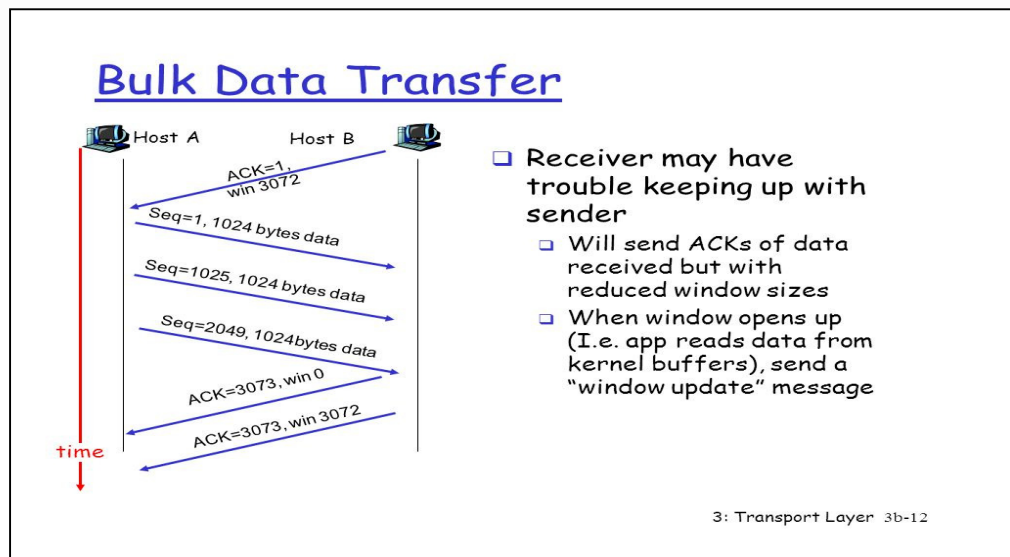 Bulk Data Transfer
Host A
Host B
ACK=1,
win 3072
Seq=1, 1024 bytes data
Seq=1025, 1024 bytes data
Seq=2049, 1024bytes data
ACK=3073, win 0
ACK=3073, win 3072
time
Receiver may have
trouble keeping up with
sender
Will send ACKs of data
received but with
reduced window sizes
When window opens up
(I.e. app reads data from
kernel buffers), send a
“window update” message
3: Transport Layer 3b-12